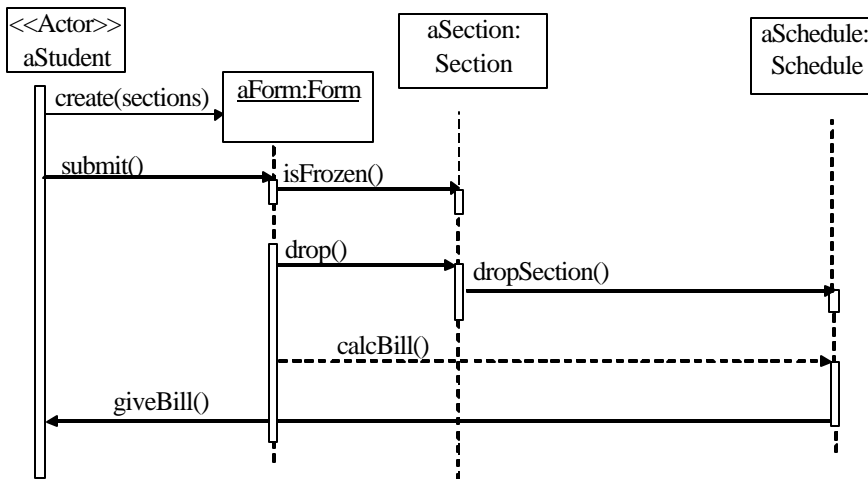 <<Actor>>
aStudent
aSection:
Section
aSchedule:
Schedule
aForm:Form
create(sections)
submit()
isFrozen()
drop()
dropSection()
calcBill()
giveBill()